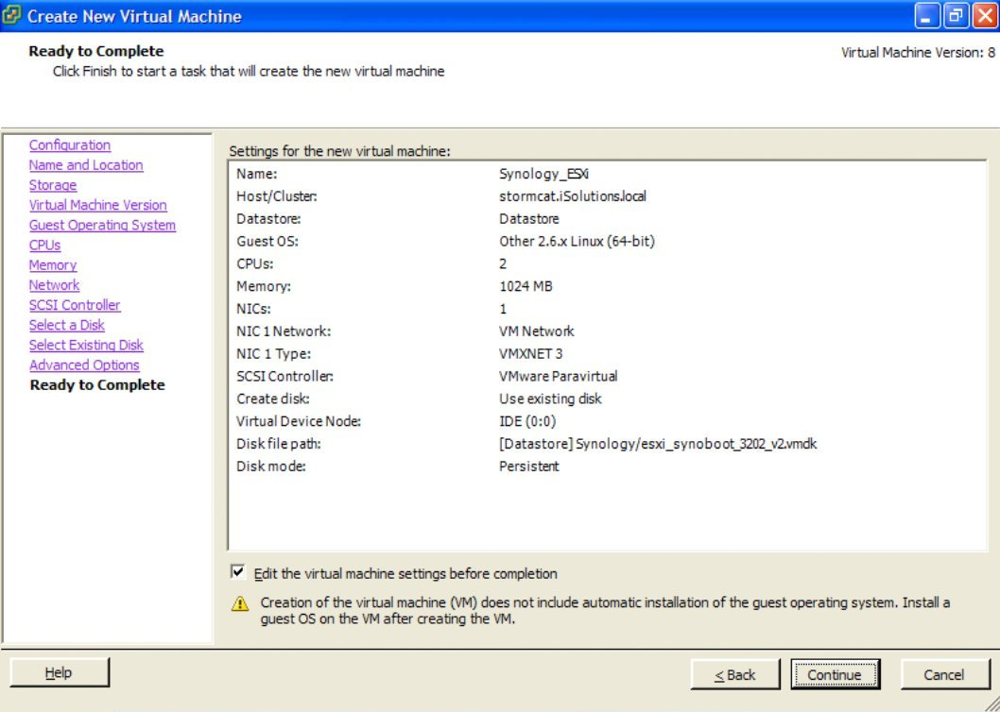 Create New Virtual Machine
Ready to Complete
Click Finish to start a task that will create the new virtual machine
Virtual Machine Version: 8
Configuration
Name and Location
Storage
Virtual Machine Version
Guest Operating System
CPUs
Memory
Network
SCSI Controller
Select a Disk
Select Existing Disk
Advanced Options
Ready to Complete
Settings for the new virtual machine:
Name: Synology_ESXi
Host/Cluster: stormcat.iSolutions.local
Datastore: Datastore
Guest OS: Other 2.6.x Linux (64-bit)
CPUs: 2
Memory: 1024 MB
NICs: 1
NIC 1 Network: VM Network
NIC 1 Type: VMXNET 3
SCSI Controller: VMware Paravirtual
Create disk: Use existing disk
Virtual Device Node: IDE (0:0)
Disk file path: [Datastore] Synology/esxi_synoboot_3202_v2.vmdk
Disk mode: Persistent
Edit the virtual machine settings before completion
Creation of the virtual machine (VM) does not include automatic installation of the guest operating system. Install a
guest OS on the VM after creating the VM.
Help
< Back
Continue
Cancel